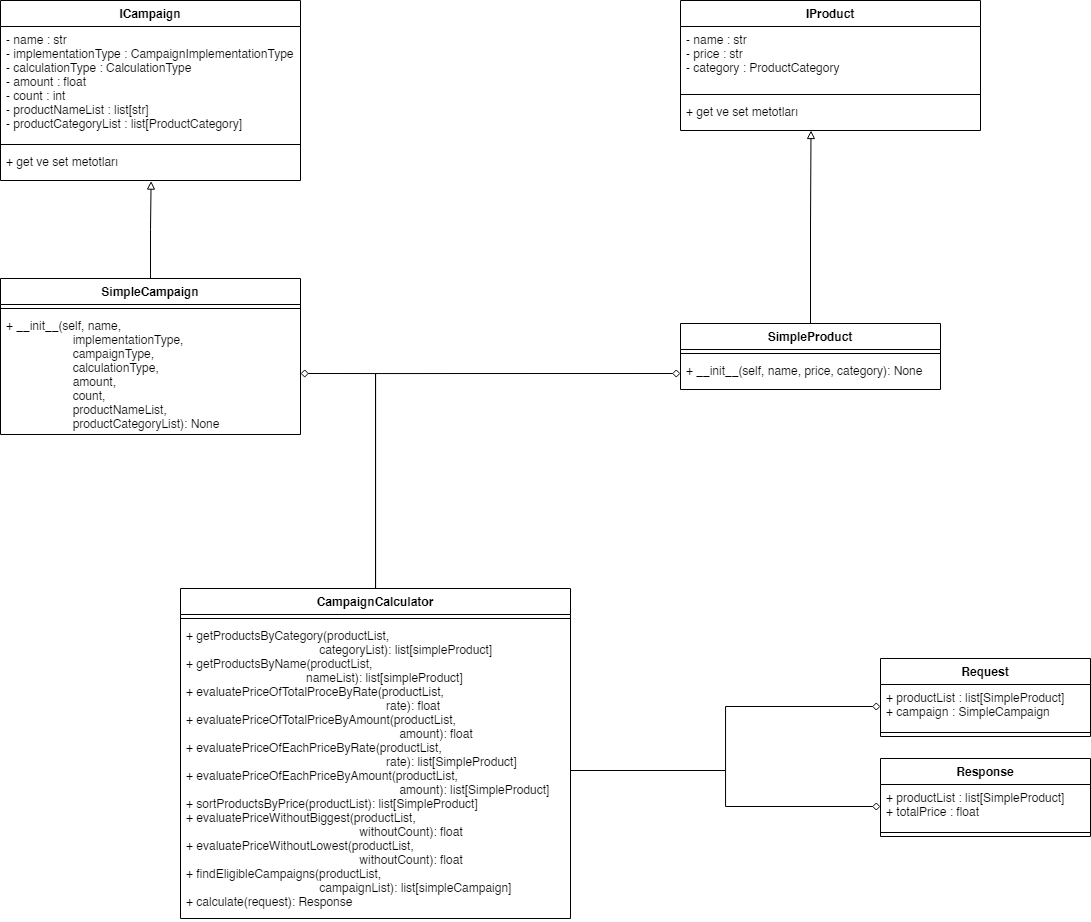 ICampaign
- name : str
- implementationType : CampaignImplementationType
- calculationType : CalculationType
- amount : float
- count : int
- productNameList : list[str]
- productCategoryList : list[ProductCategory]
+ get ve set metotları
IProduct
- name : str
- price : str
- category : ProductCategory
+ get ve set metotları
SimpleCampaign
+ __init__(self, name,
implementationType,
campaignType,
calculationType,
amount,
count,
productNameList,
productCategoryList): None
SimpleProduct
+ __init__(self, name, price, category): None
CampaignCalculator
+ getProductsByCategory(productList,
categoryList): list[simpleProduct]
+ getProductsByName(productList,
nameList): list[simpleProduct]
+ evaluatePriceOfTotalProceByRate(productList,
rate): float
+ evaluatePriceOfTotalPriceByAmount(productList,
amount): float
+ evaluatePriceOfEachPriceByRate(productList,
rate): list[SimpleProduct]
+ evaluatePriceOfEachPriceByAmount(productList,
amount): list[SimpleProduct]
+ sortProductsByPrice(productList): list[SimpleProduct]
+ evaluatePriceWithoutBiggest(productList,
withoutCount): float
+ evaluatePriceWithoutLowest(productList,
withoutCount): float
+ findEligibleCampaigns(productList,
campaignList): list[simpleCampaign]
+ calculate(request): Response
Request
+ productList : list[SimpleProduct]
+ campaign : SimpleCampaign
Response
+ productList : list[SimpleProduct]
+ totalPrice : float